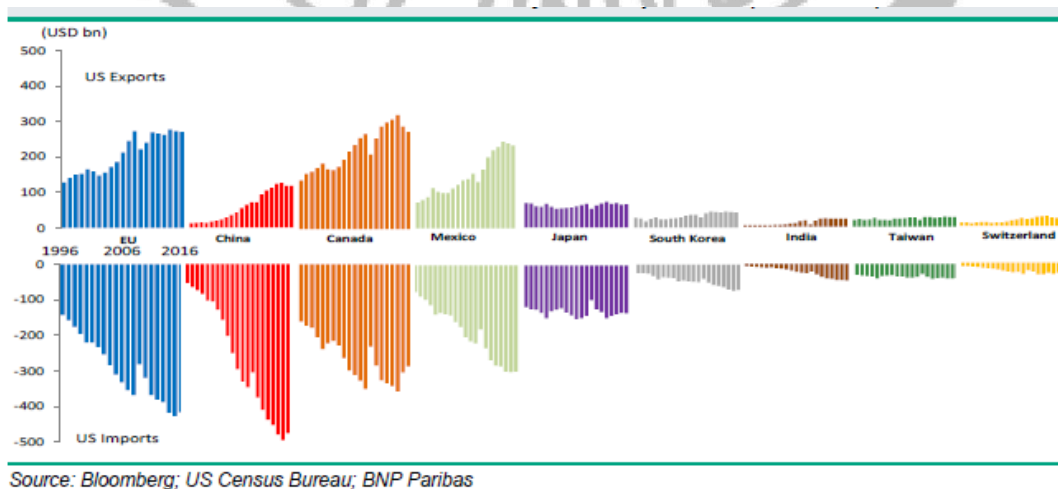 (USD bn)
500
US Exports
400
300
200
100
0
EU China Canada Mexico Japan South Korea India Taiwan Switzerland
1996 2006 2016
0
-100
-200
-300
-400
US Imports
-500
Source: Bloomberg; US Census Bureau; BNP Paribas